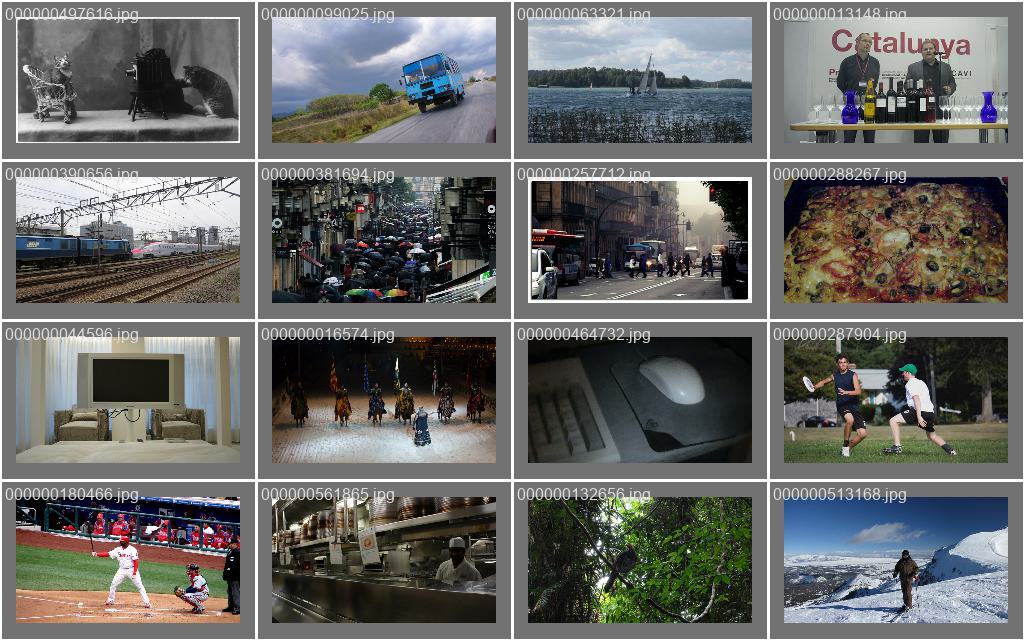 000000497616.jpg
000000099025.jpg
000000063321.jpg
000000013148.jpg
Catalunya
CAVI
000000390656.jpg
000000381694.jpg
000000257712.jpg
000000288267.jpg
000000044596.jpg
000000016574.jpg
000000464732.jpg
000000287904.jpg
000000180466.jpg
000000561865.jpg
000000132656.jpg
000000513168.jpg